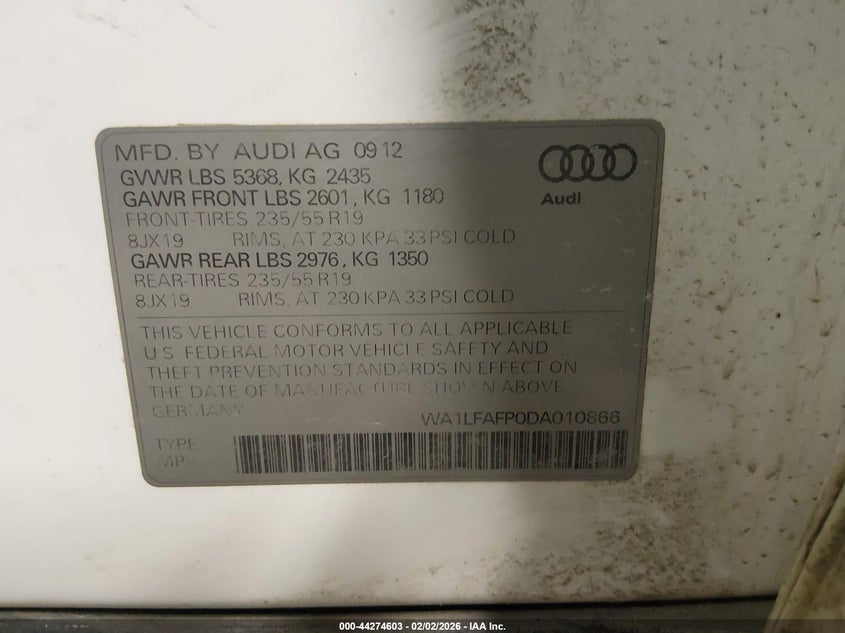 MFD. BY AUDI AG 09 12
GVWR LBS 5368, KG 2435
GAWR FRONT LBS 2601, KG 1180
FRONT-TIRES 235/55 R19
8JX19 RIMS, AT 230 KPA 33 PSI COLD
GAWR REAR LBS 2976, KG 1350
REAR-TIRES 235/55 R19
8JX19 RIMS, AT 230 KPA 33 PSI COLD
Audi
THIS VEHICLE CONFORMS TO ALL APPLICABLE
U.S. FEDERAL MOTOR VEHICLE SAFETY AND
THEFT PREVENTION STANDARDS IN EFFECT ON
THE DATE OF MANUFACTURE SHOWN ABOVE
GERMANY
WA1LFAFP0DA010866
TYPE
MPV
000-44274603 - 02/02/2026 - IAA Inc.